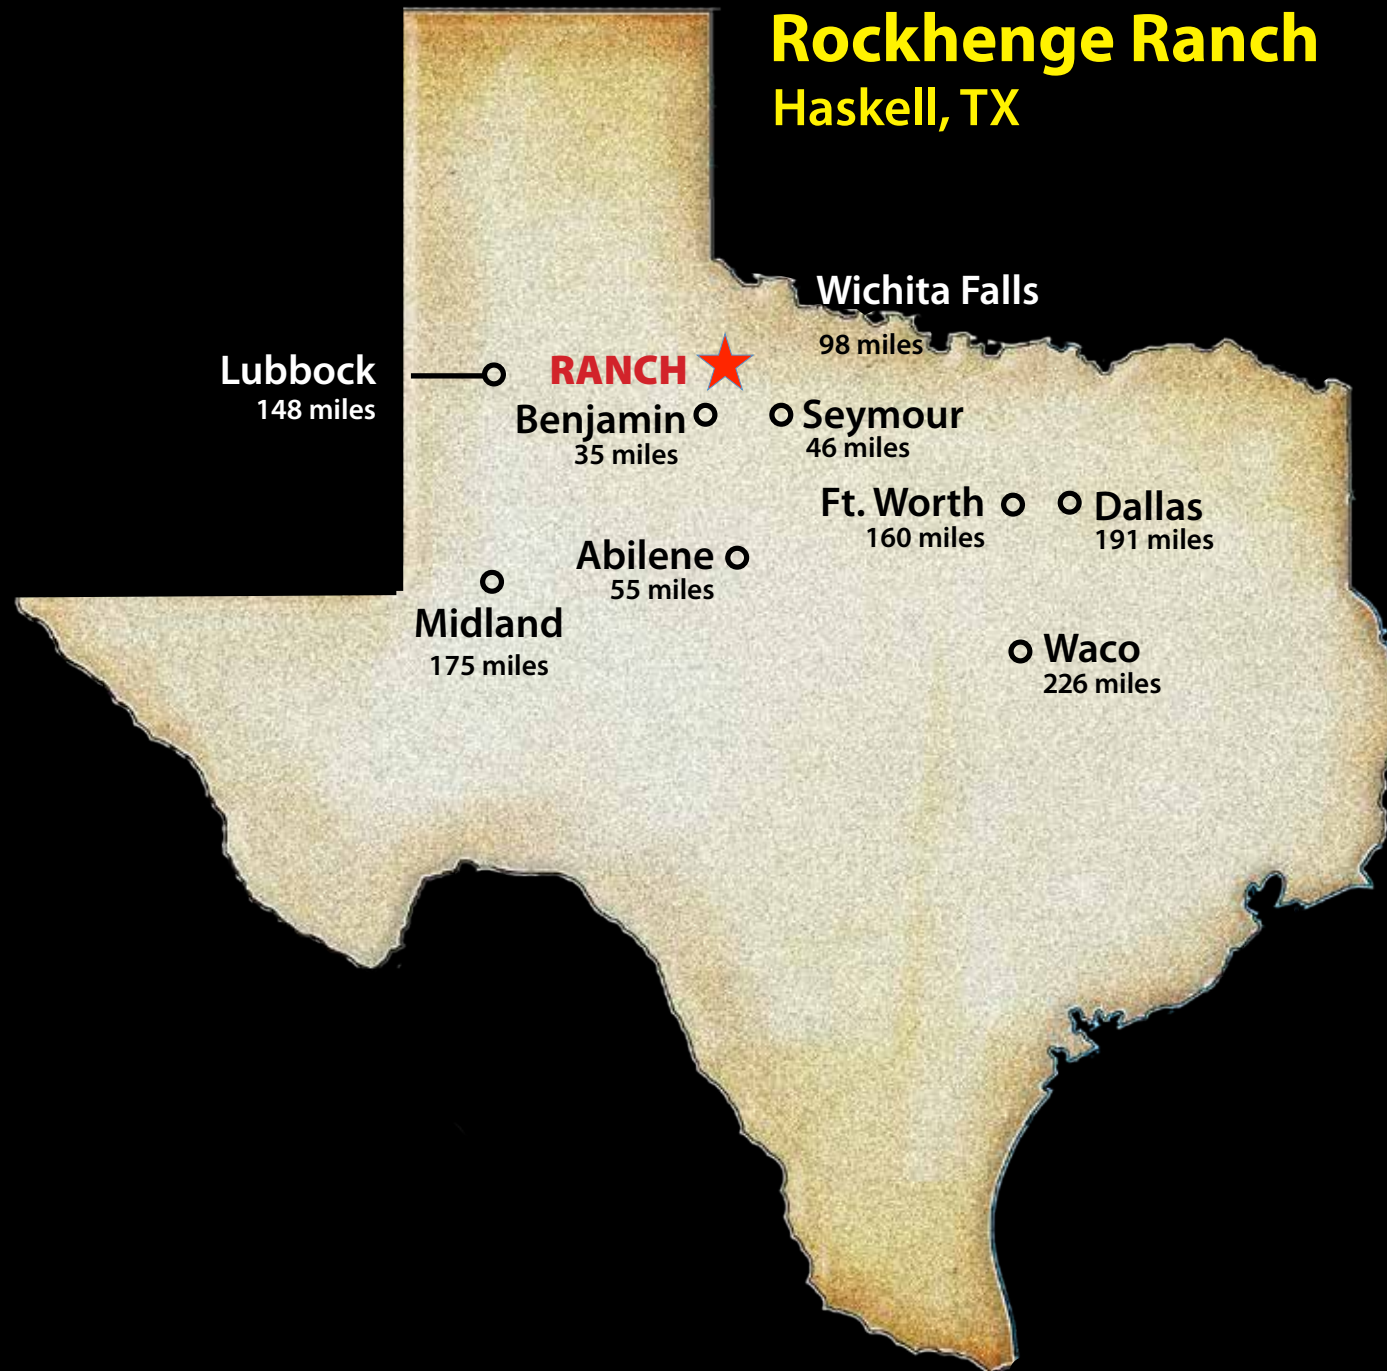 Rockhenge Ranch
Haskell, TX
Wichita Falls
98 miles
Lubbock
148 miles
RANCH
Benjamin
35 miles
Seymour
46 miles
Ft. Worth
160 miles
Dallas
191 miles
Abilene
55 miles
Midland
175 miles
Waco
226 miles